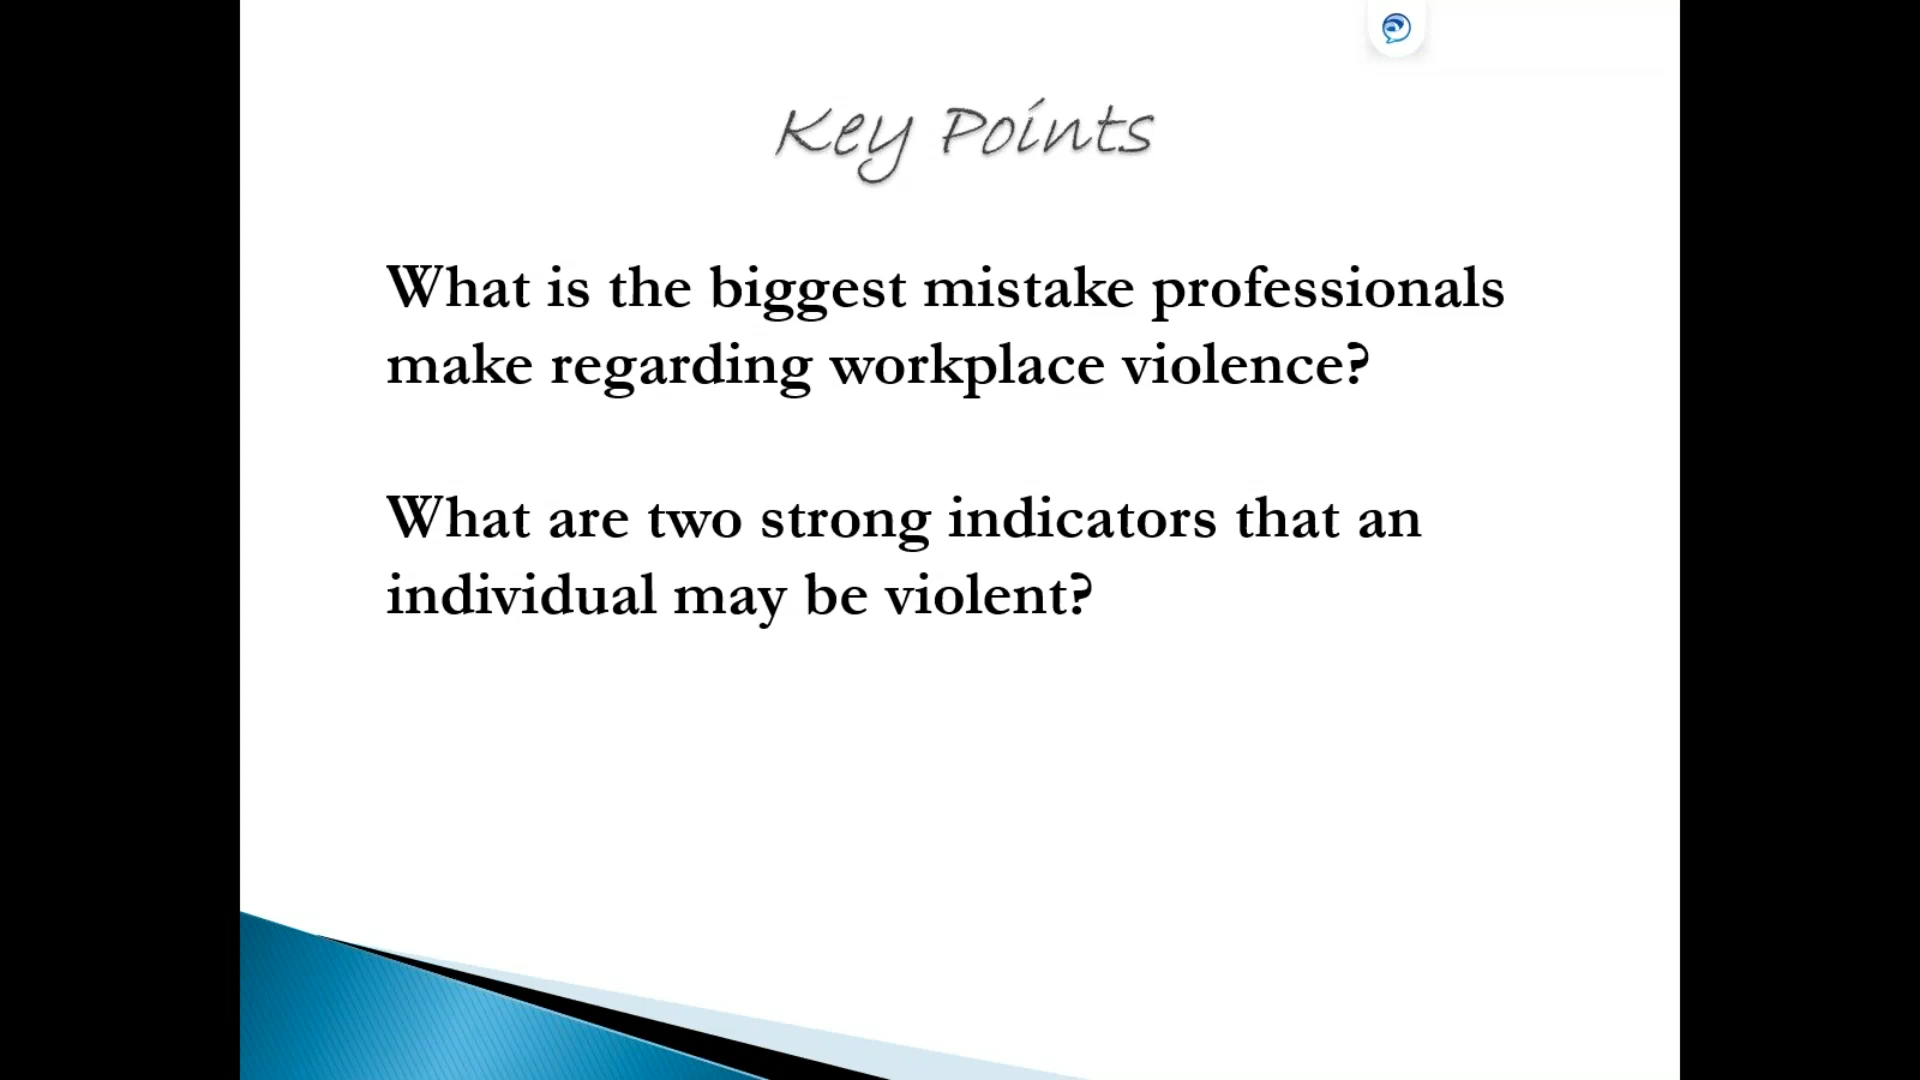 Key Points
What is the biggest mistake professionals
make regarding workplace violence?
What are two strong indicators that an
individual may be violent?